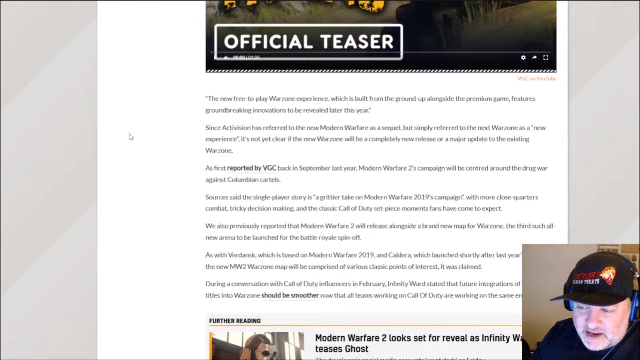 OFFICIAL TEASER
VGC on YouTube
"The new free-to-play Warzone experience, which is built from the ground-up alongside the premium game, features
groundbreaking innovations to be revealed later this year."
Since Activision has referred to the new Modern Warfare as a sequel, but simply referred to the next Warzone as a "new
experience", it's not yet clear if the new Warzone will be a completely new release or a major update to the existing
Warzone.
As first reported by VGC back in September last year, Modern Warfare 2's campaign will be centred around the drug war
against Columbian cartels.
Sources said the single-player story is "a grittier take on Modern Warfare 2019's campaign", with more close-quarters
combat, tricky decision making, and the classic Call of Duty set-piece moments fans have come to expect.
We also previously reported that Modern Warfare 2 will release alongside a brand new map for Warzone, the third such all-
new arena to be launched for the battle royale spin-off.
As with Verdansk, which is based on Modern Warfare 2019, and Caldera, which launched shortly after last year'
the new MW2 Warzone map will be comprised of various classic points of interest, it was claimed.
During a conversation with Call of Duty influencers in February, Infinity Ward stated that future integrations of
titles into Warzone should be smoother now that all teams working on Call Of Duty are working on the same en
FURTHER READING
Modern Warfare 2 looks set for reveal as Infinity W
teases Ghost